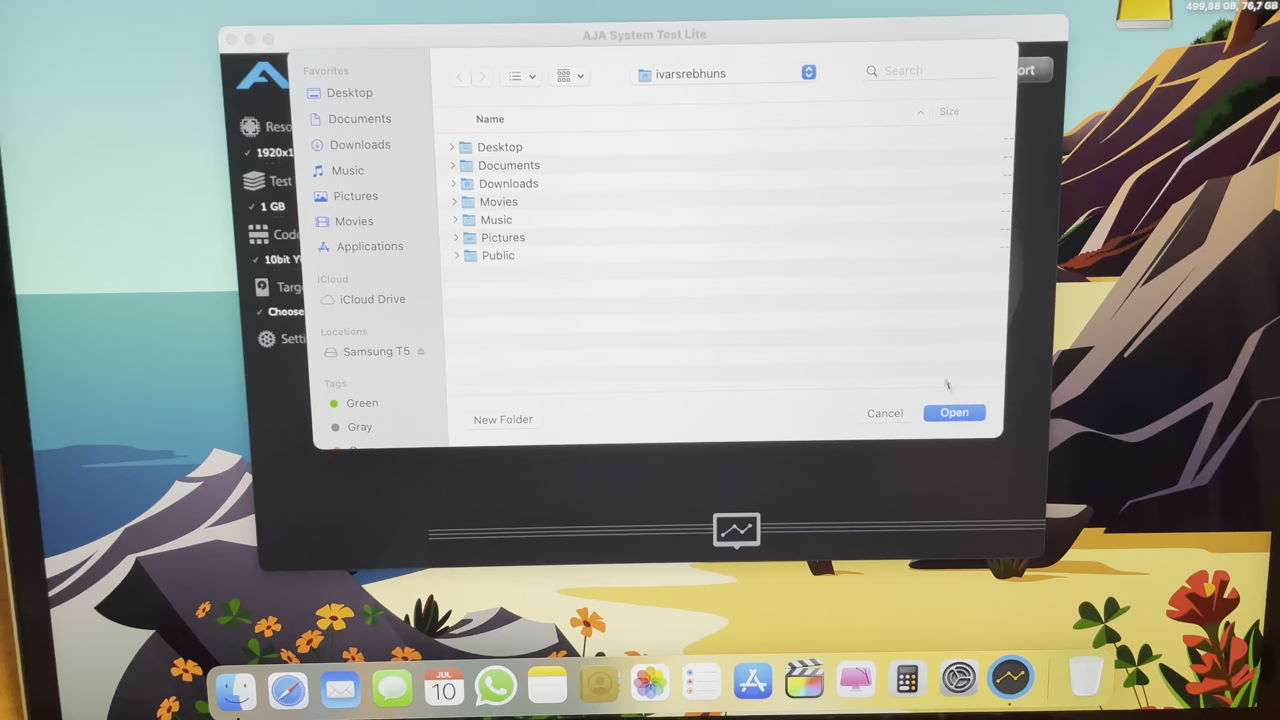 499,88 GB, 76,7 GB
AJA System Test Lite
ort
Favorites
Desktop
Documents
Downloads
Music
Pictures
Movies
Applications
iCloud
iCloud Drive
Locations
Samsung T5
Tags
Green
Gray
ivarsrebhuns
Search
Name
Size
Desktop
Documents
Downloads
Movies
Music
Pictures
Public
New Folder
Cancel
Open
Reso
1920x1
Test
1 GB
Code
10bit YU
Targ
Choose
Setti
JUL
10